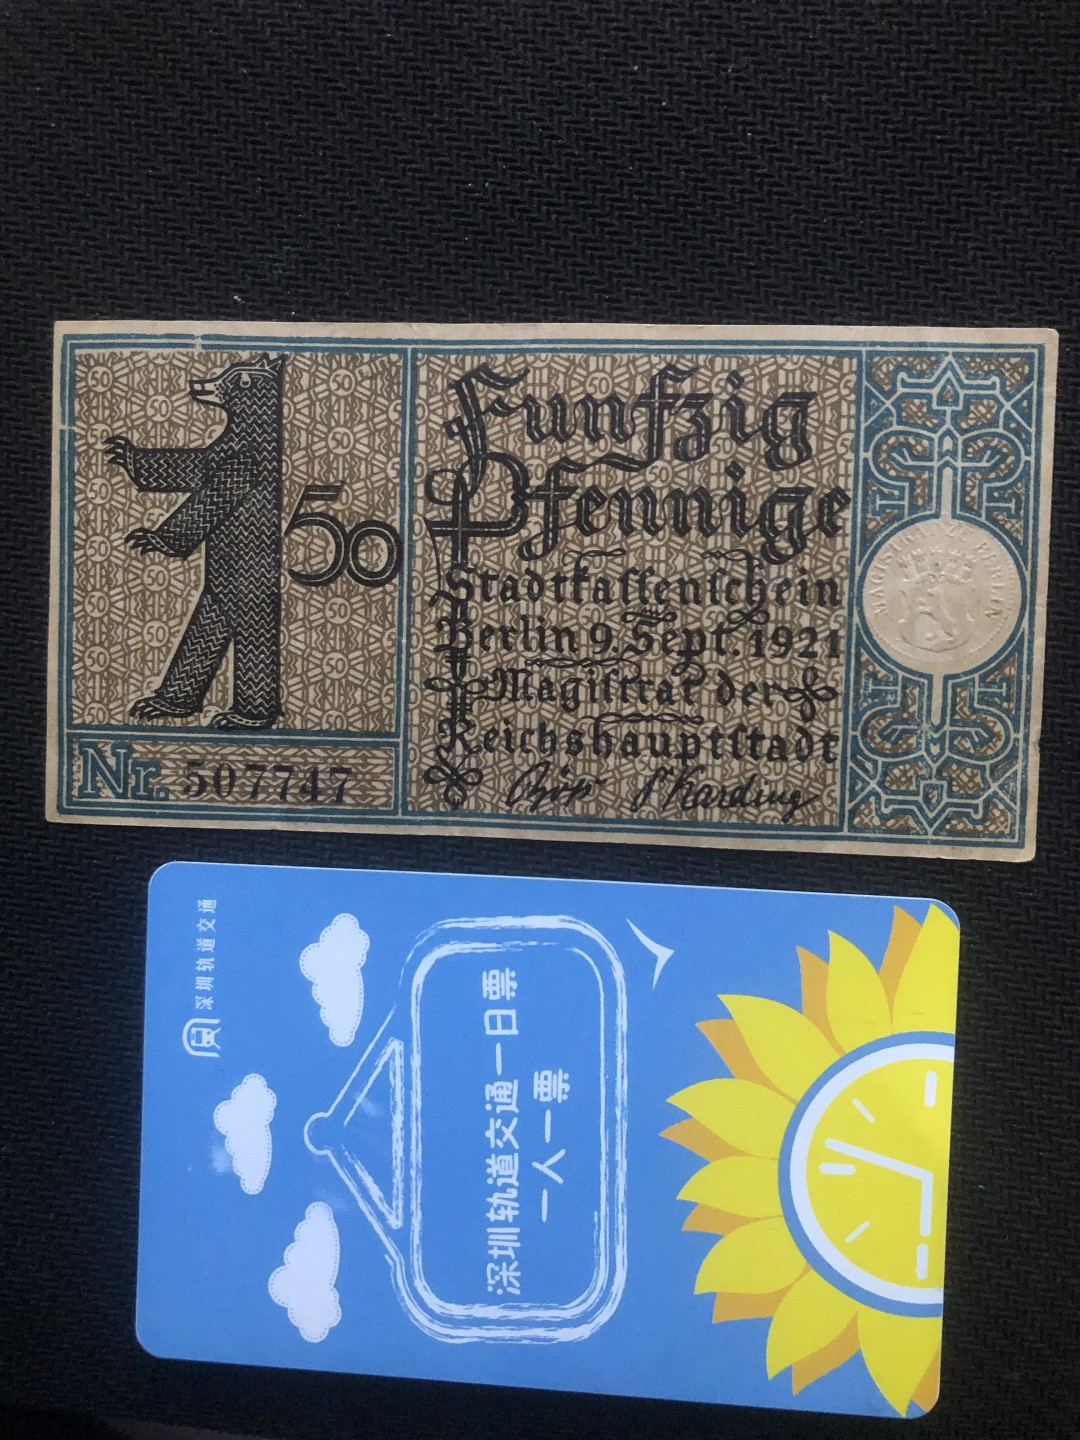 50
Funfzig
Pfennige
Stadtkassenschein
Berlin 9. Sept. 1921
Magistrat der
Reichshauptstadt
Nr. 507747
MAGISTRAT ZU BERLIN
深圳轨道交通
深圳轨道交通一日票
一人一票